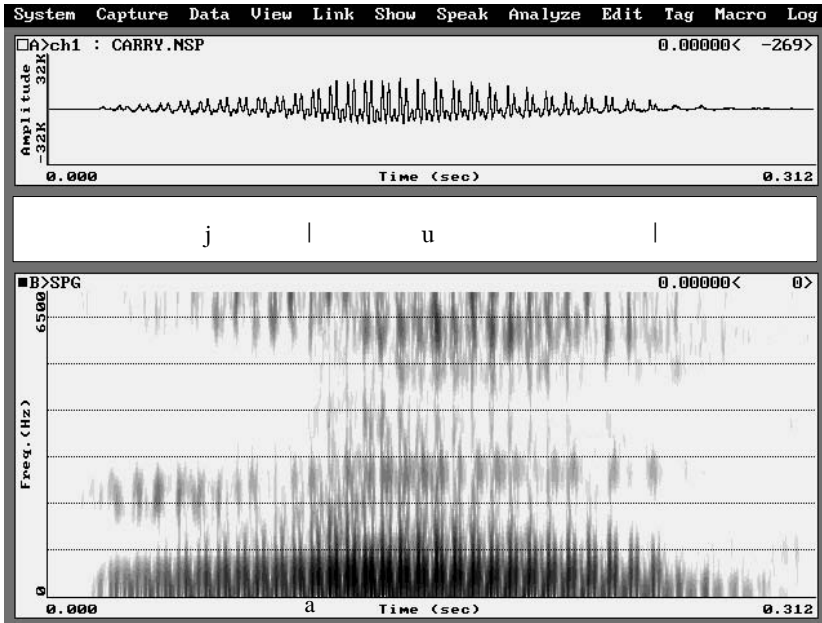 System Capture Data View Link Show Speak Analyze Edit Tag Macro Log
A>ch1 : CARRY.NSP 0.00000< -269>
Amplitude
32K
-32K
0.000 Time (sec) 0.312
j | u |
B>SPG 0.00000< 0>
6500
Freq.(Hz)
0
0.000 a Time (sec) 0.312